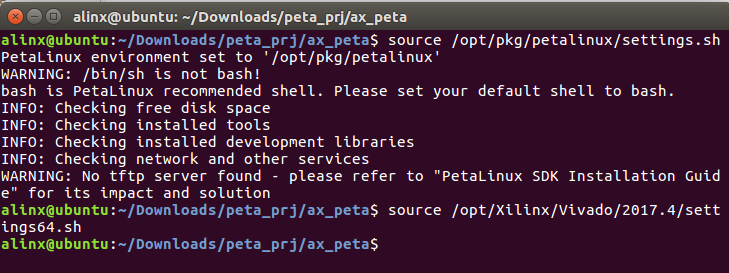 alinx@ubuntu: ~/Downloads/peta_prj/ax_peta
alinx@ubuntu:~/Downloads/peta_prj/ax_peta$ source /opt/pkg/petalinux/settings.sh
PetaLinux environment set to '/opt/pkg/petalinux'
WARNING: /bin/sh is not bash!
bash is PetaLinux recommended shell. Please set your default shell to bash.
INFO: Checking free disk space
INFO: Checking installed tools
INFO: Checking installed development libraries
INFO: Checking network and other services
WARNING: No tftp server found - please refer to "PetaLinux SDK Installation Guid
e" for its impact and solution
alinx@ubuntu:~/Downloads/peta_prj/ax_peta$ source /opt/Xilinx/Vivado/2017.4/sett
ings64.sh
alinx@ubuntu:~/Downloads/peta_prj/ax_peta$